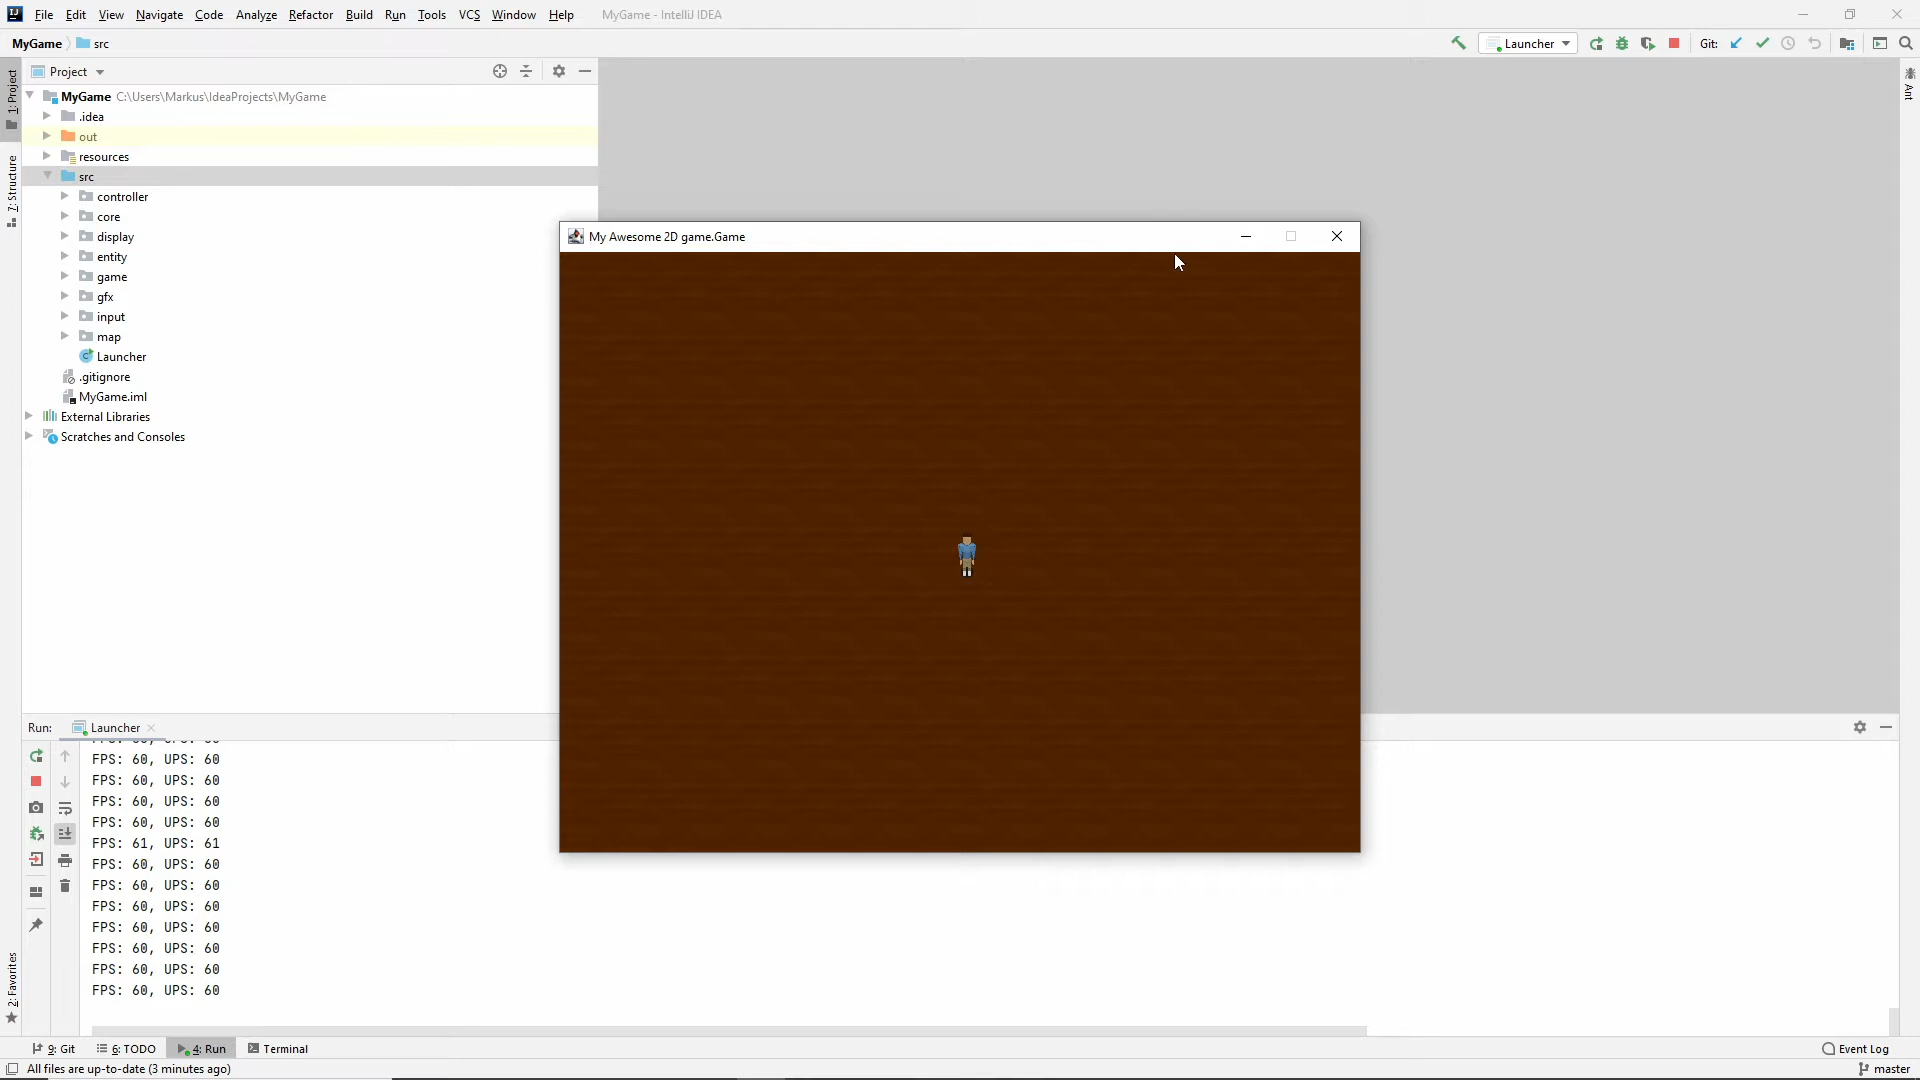 File Edit View Navigate Code Analyze Refactor Build Run Tools VCS Window Help MyGame - IntelliJ IDEA
MyGame src
Launcher Git:
Project
MyGame C:\Users\Markus\IdeaProjects\MyGame
.idea
out
resources
src
controller
core
display
entity
game
gfx
input
map
Launcher
.gitignore
MyGame.iml
External Libraries
Scratches and Consoles
1: Project
7: Structure
2: Favorites
Ant
My Awesome 2D game.Game
Run: Launcher
FPS: 60, UPS: 60
FPS: 60, UPS: 60
FPS: 60, UPS: 60
FPS: 60, UPS: 60
FPS: 61, UPS: 61
FPS: 60, UPS: 60
FPS: 60, UPS: 60
FPS: 60, UPS: 60
FPS: 60, UPS: 60
FPS: 60, UPS: 60
FPS: 60, UPS: 60
FPS: 60, UPS: 60
9: Git 6: TODO 4: Run Terminal Event Log
All files are up-to-date (3 minutes ago) master